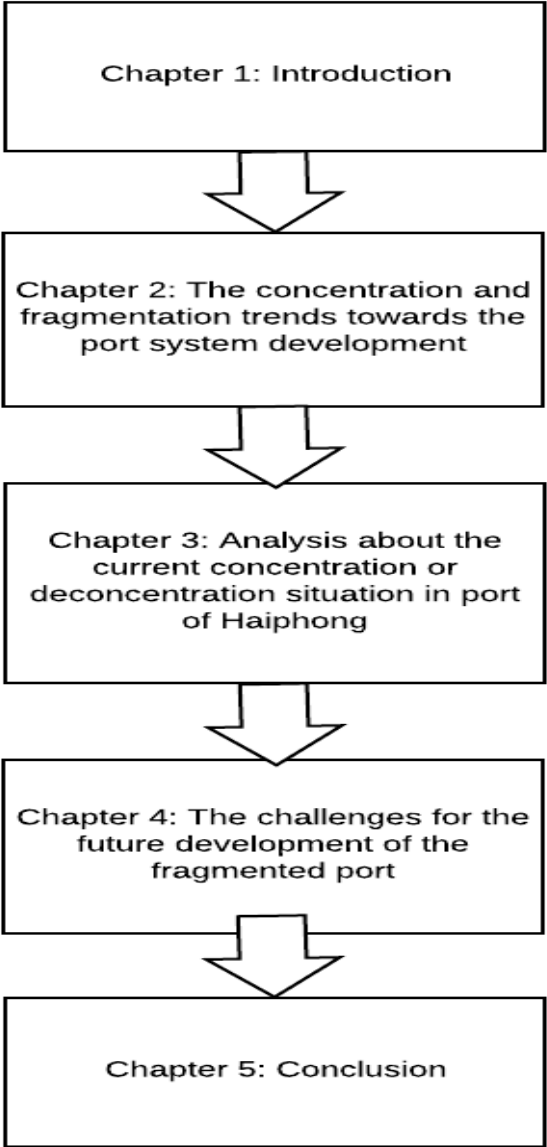 Chapter 1: Introduction
Chapter 2: The concentration and
fragmentation trends towards the
port system development
Chapter 3: Analysis about the
current concentration or
deconcentration situation in port
of Haiphong
Chapter 4: The challenges for the
future development of the
fragmented port
Chapter 5: Conclusion